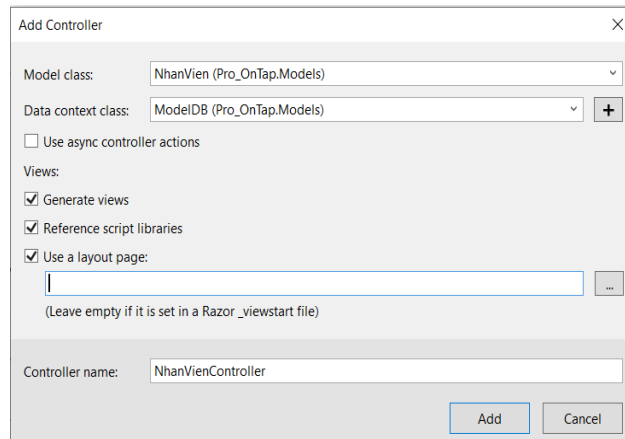 Add Controller
Model class: NhanVien (Pro_OnTap.Models)
Data context class: ModelDB (Pro_OnTap.Models) +
Use async controller actions
Views:
Generate views
Reference script libraries
Use a layout page:
...
(Leave empty if it is set in a Razor _viewstart file)
Controller name: NhanVienController
Add Cancel